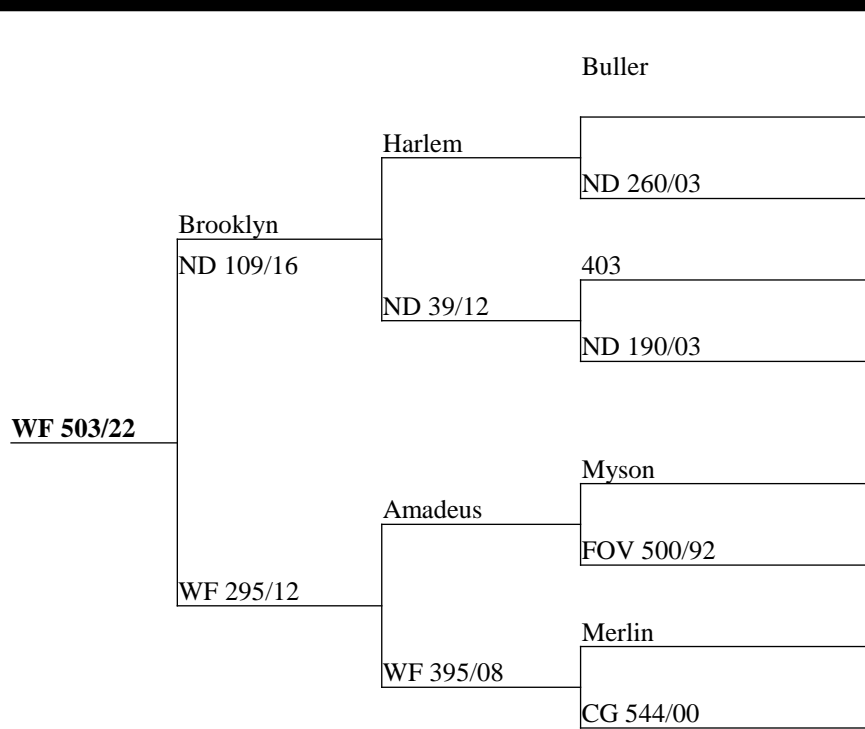 Buller
Harlem
ND 260/03
Brooklyn
ND 109/16
403
ND 39/12
ND 190/03
WF 503/22
Myson
Amadeus
FOV 500/92
WF 295/12
Merlin
WF 395/08
CG 544/00